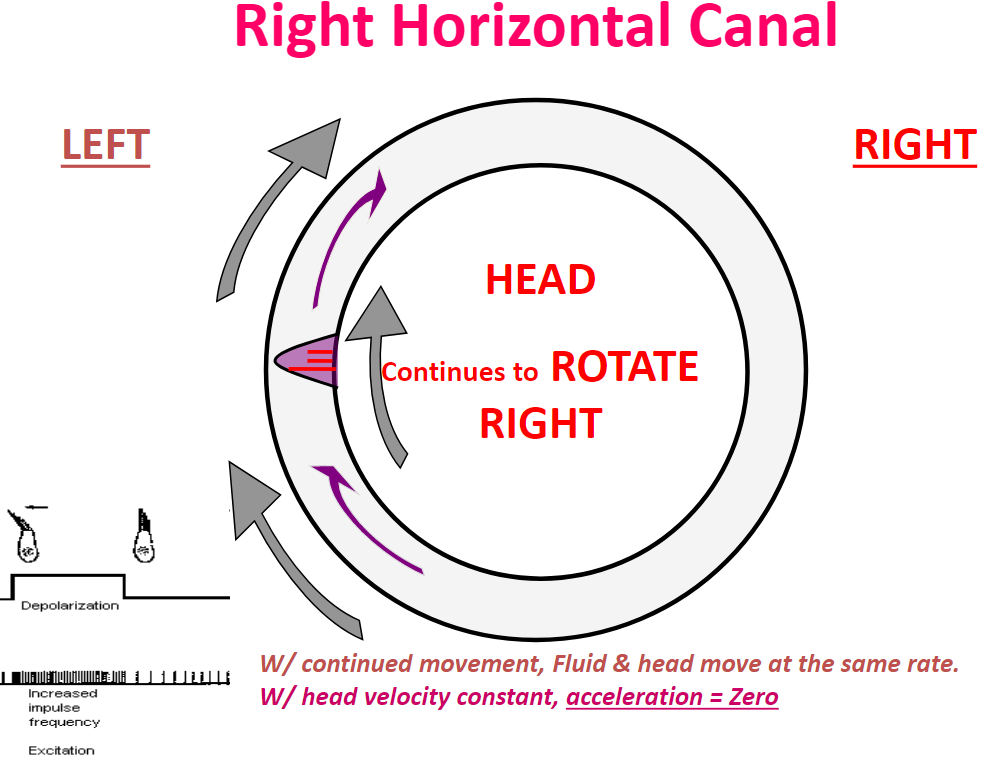 Right Horizontal Canal
LEFT
RIGHT
HEAD
Continues to ROTATE
RIGHT
Depolarization
Increased
impulse
frequency
Excitation
W/ continued movement, Fluid & head move at the same rate.
W/ head velocity constant, acceleration = Zero